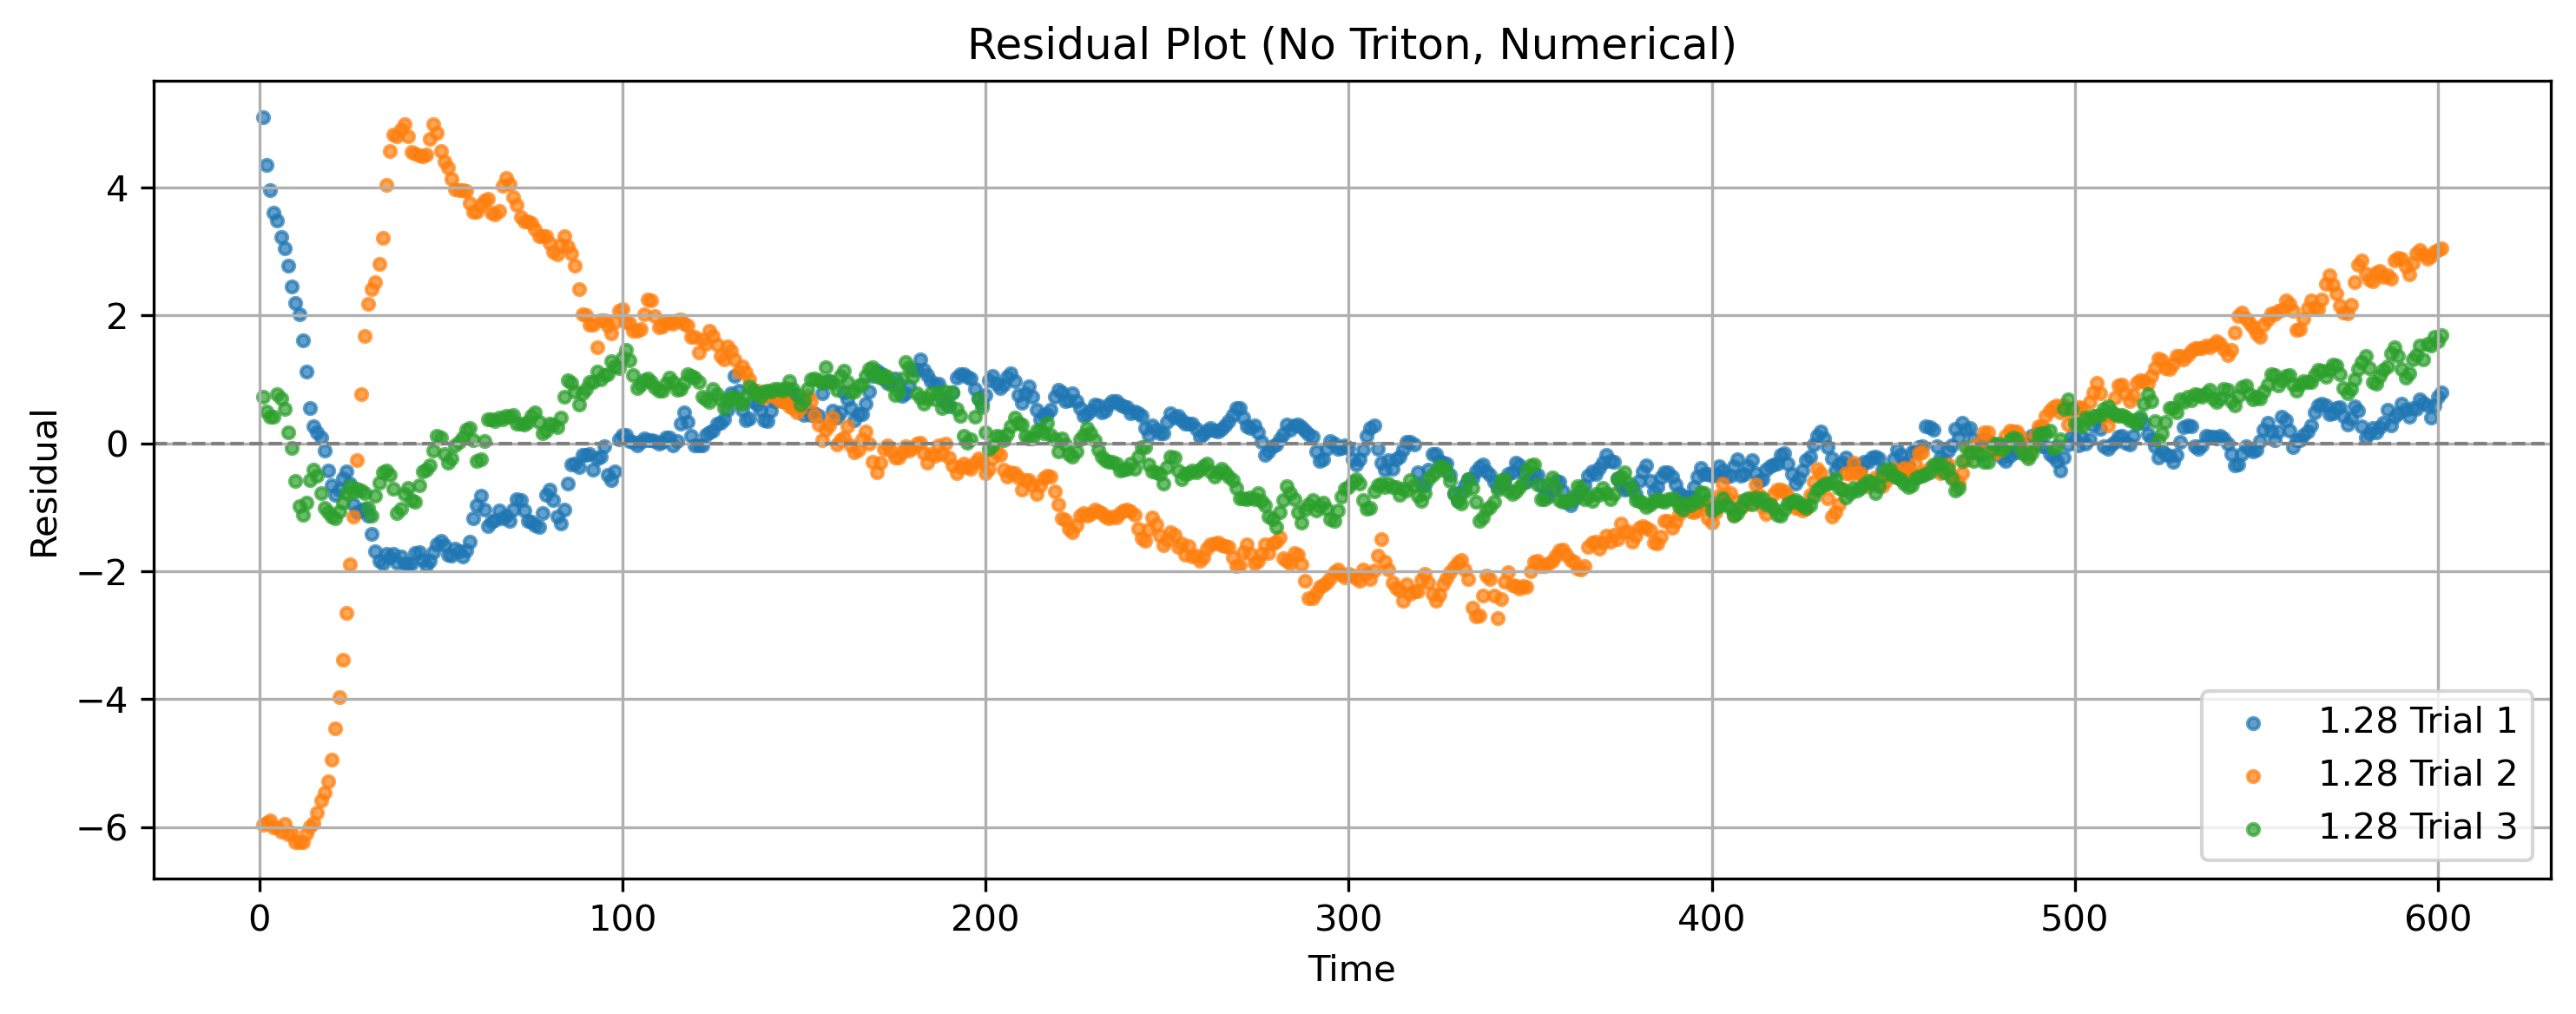 Residual Plot (No Triton, Numerical)
Residual
4
2
0
−2
−4
−6
0 100 200 300 400 500 600
Time
1.28 Trial 1
1.28 Trial 2
1.28 Trial 3